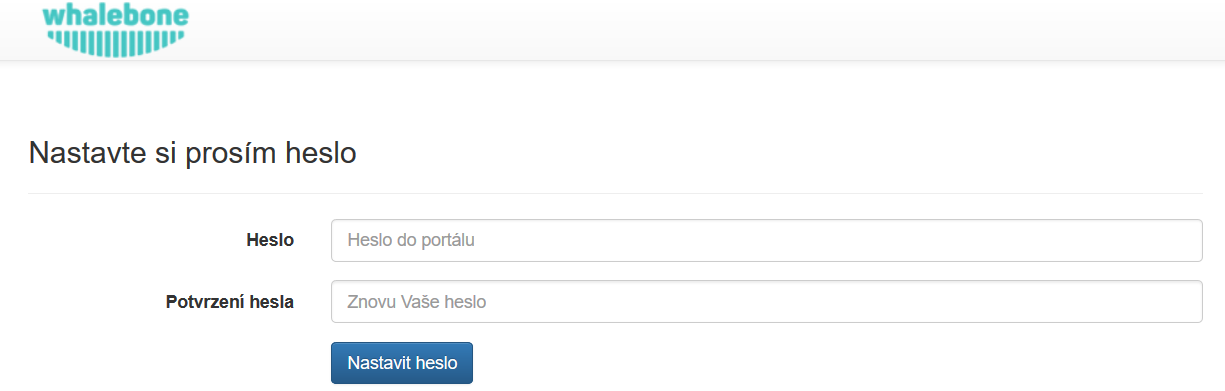 whalebone
Nastavte si prosím heslo
Heslo
Heslo do portálu
Potvrzení hesla
Znovu Vaše heslo
Nastavit heslo